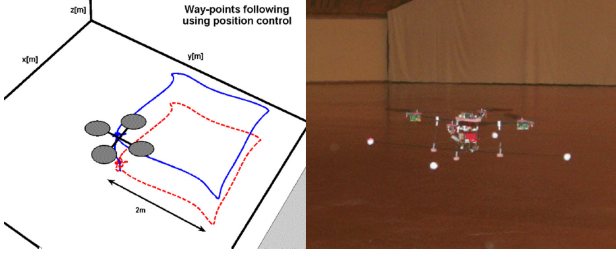 z[m]
Way-points following
using position control
x[m]
y[m]
2m